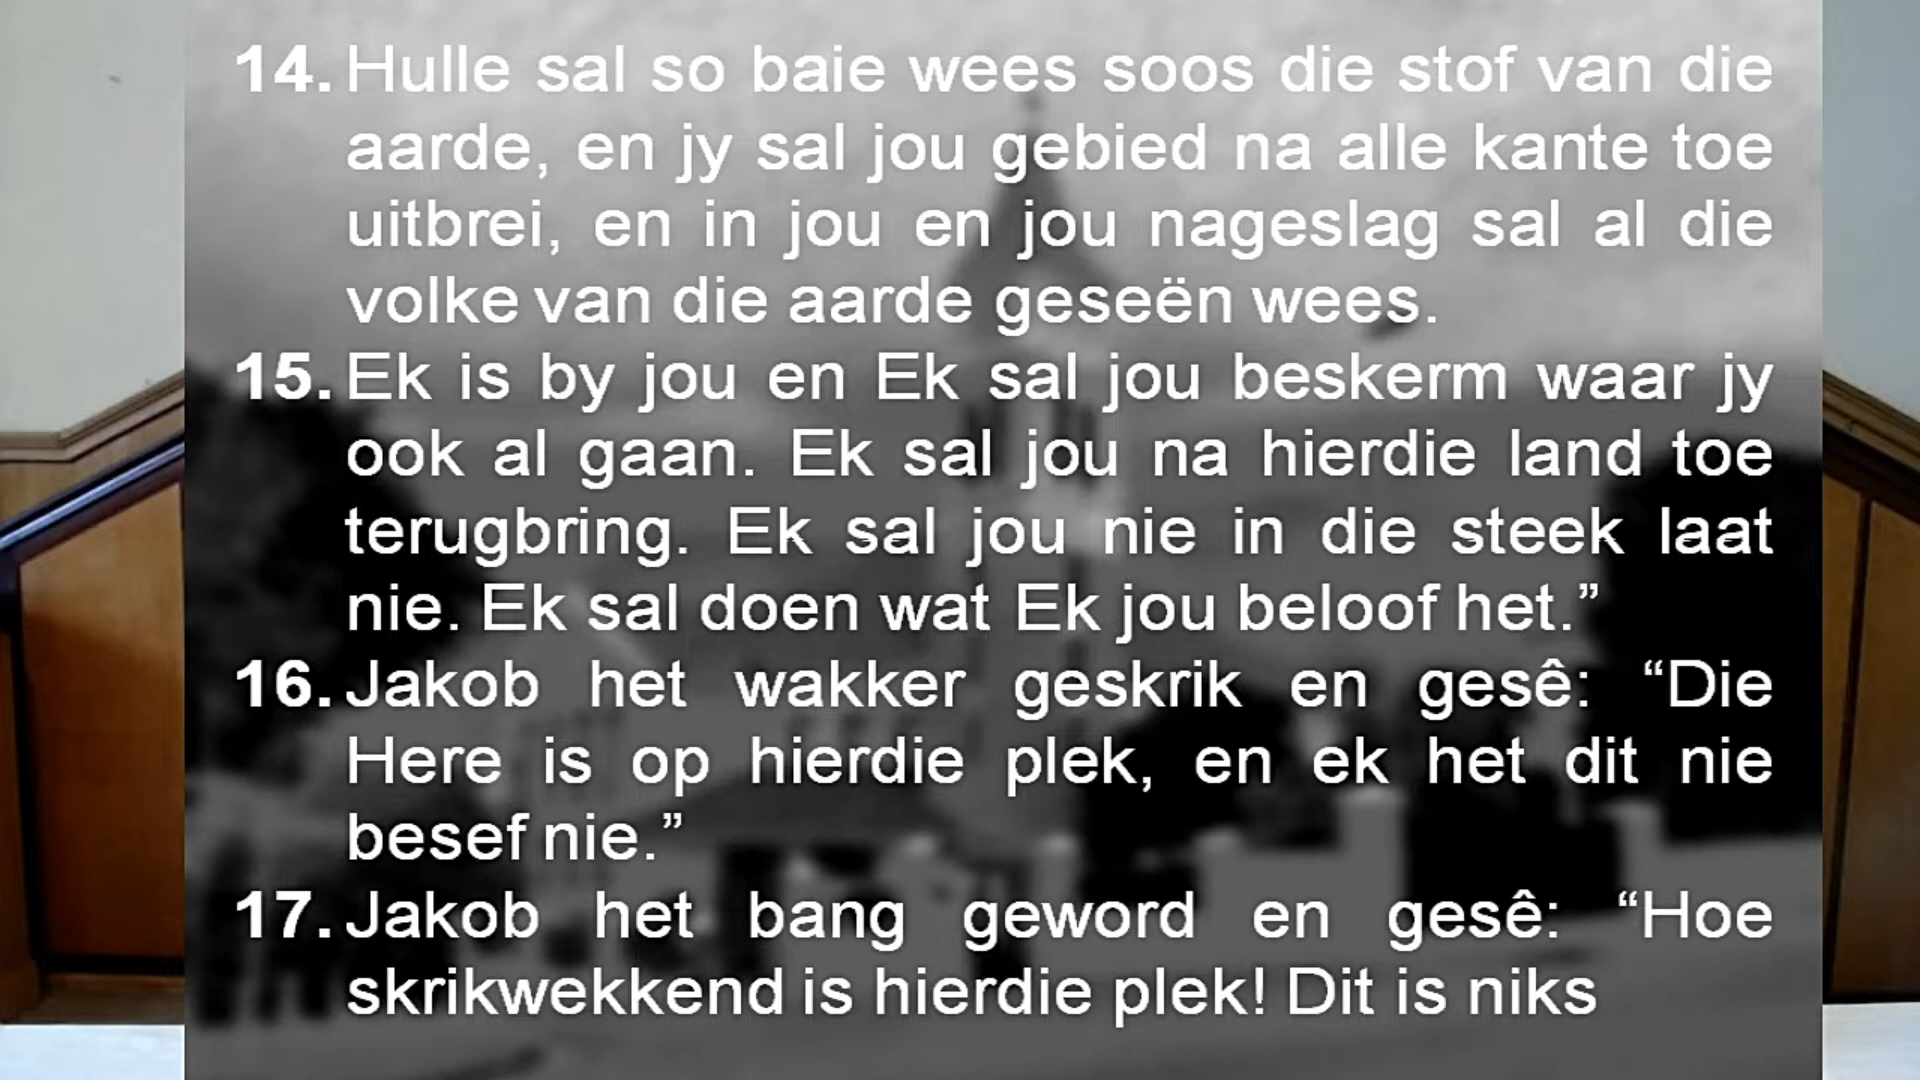 14. Hulle sal so baie wees soos die stof van die
aarde, en jy sal jou gebied na alle kante toe
uitbrei, en in jou en jou nageslag sal al die
volke van die aarde geseën wees.
15. Ek is by jou en Ek sal jou beskerm waar jy
ook al gaan. Ek sal jou na hierdie land toe
terugbring. Ek sal jou nie in die steek laat
nie. Ek sal doen wat Ek jou beloof het.”
16. Jakob het wakker geskrik en gesê: “Die
Here is op hierdie plek, en ek het dit nie
besef nie.”
17. Jakob het bang geword en gesê: “Hoe
skrikwekkend is hierdie plek! Dit is niks